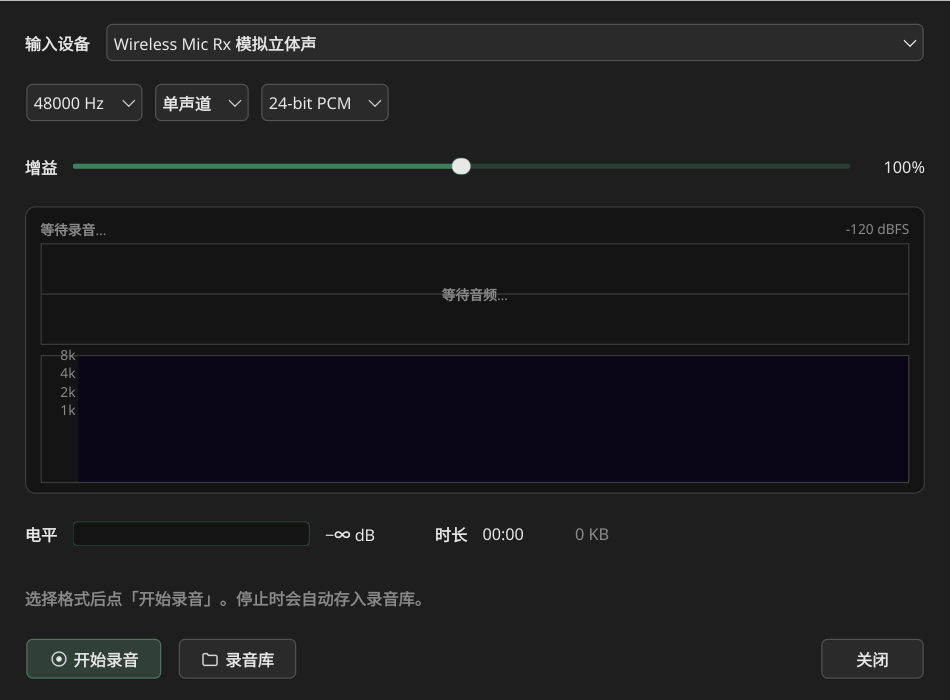 输入设备 Wireless Mic Rx 模拟立体声
48000 Hz 单声道 24-bit PCM
增益 100%
等待录音... -120 dBFS
等待音频...
8k
4k
2k
1k
电平 -∞ dB 时长 00:00 0 KB
选择格式后点「开始录音」。停止时会自动存入录音库。
开始录音 录音库 关闭